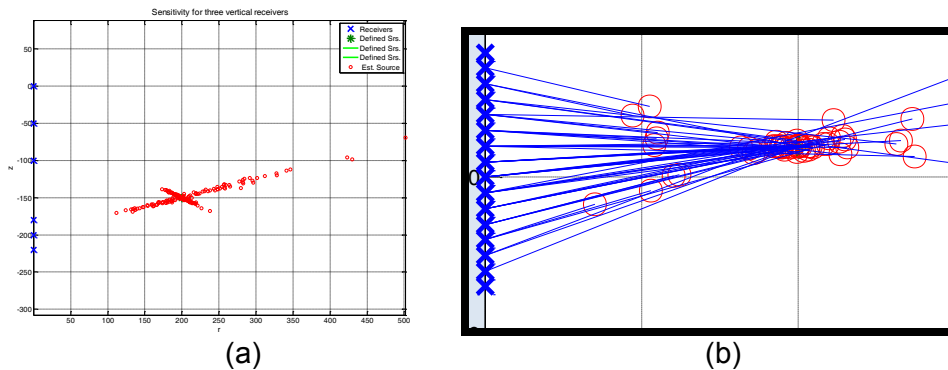 Sensitivity for three vertical receivers
Receivers
Defined Srs.
Defined Srs.
Defined Srs.
Est. Source
50
0
-50
-100
-150
-200
-250
-300
z
50 100 150 200 250 300 350 400 450 500
r
0
(a) (b)